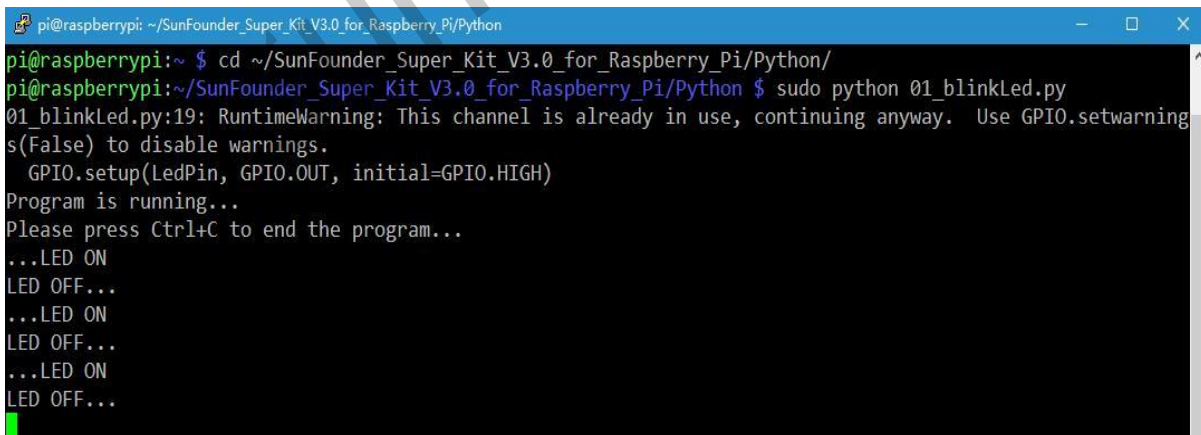 pi@raspberrypi: ~/SunFounder_Super_Kit_V3.0_for_Raspberry_Pi/Python
pi@raspberrypi:~ $ cd ~/SunFounder_Super_Kit_V3.0_for_Raspberry_Pi/Python/
pi@raspberrypi:~/SunFounder_Super_Kit_V3.0_for_Raspberry_Pi/Python $ sudo python 01_blinkLed.py
01_blinkLed.py:19: RuntimeWarning: This channel is already in use, continuing anyway.  Use GPIO.setwarning
s(False) to disable warnings.
  GPIO.setup(LedPin, GPIO.OUT, initial=GPIO.HIGH)
Program is running...
Please press Ctrl+C to end the program...
...LED ON
LED OFF...
...LED ON
LED OFF...
...LED ON
LED OFF...